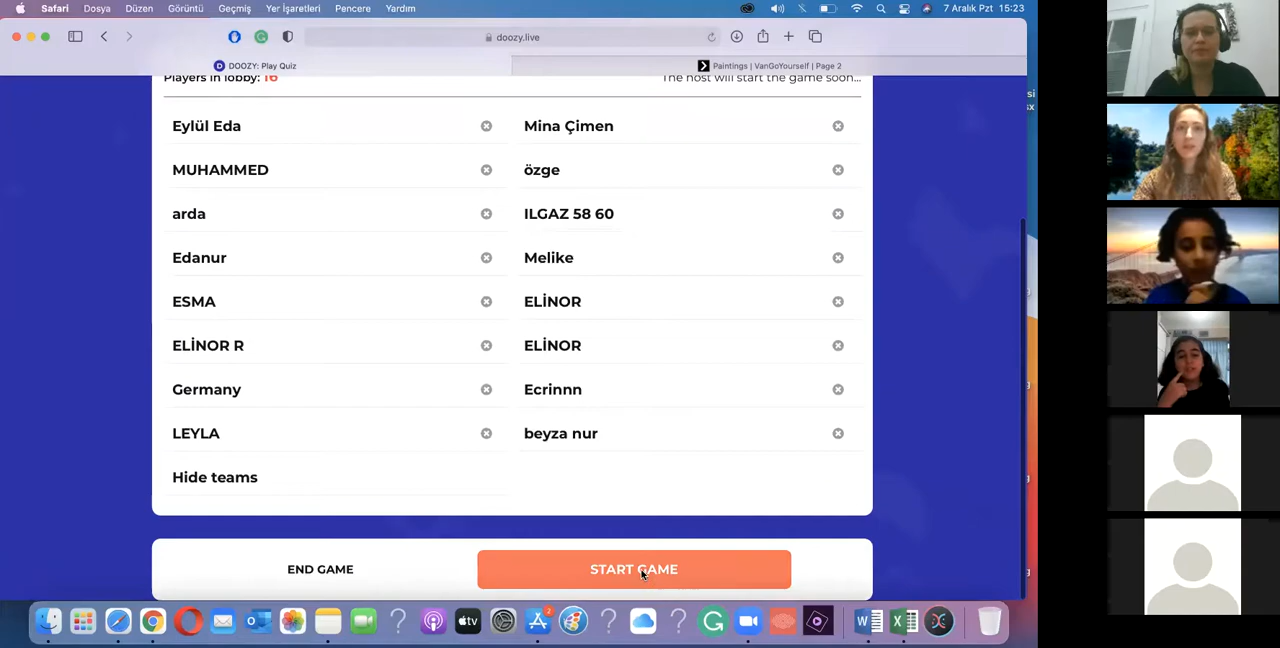 Safari Dosya Düzen Görüntü Geçmiş Yer İşaretleri Pencere Yardım 7 Aralık Pzt 15:23
doozy.live
DOOZY: Play Quiz Paintings | VanGoYourself | Page 2
Players in lobby: 16 The host will start the game soon...
Eylül Eda Mina Çimen
MUHAMMED özge
arda ILGAZ 58 60
Edanur Melike
ESMA ELİNOR
ELİNOR R ELİNOR
Germany Ecrinnn
LEYLA beyza nur
Hide teams
END GAME START GAME